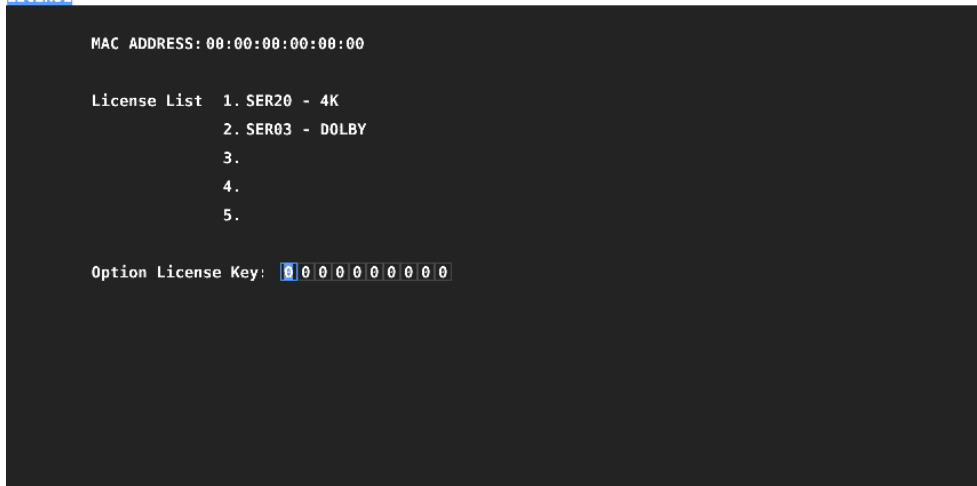 LICENSE
MAC ADDRESS: 00:00:00:00:00:00
License List 1. SER20 - 4K
2. SER03 - DOLBY
3.
4.
5.
Option License Key: 0 0 0 0 0 0 0 0 0 0